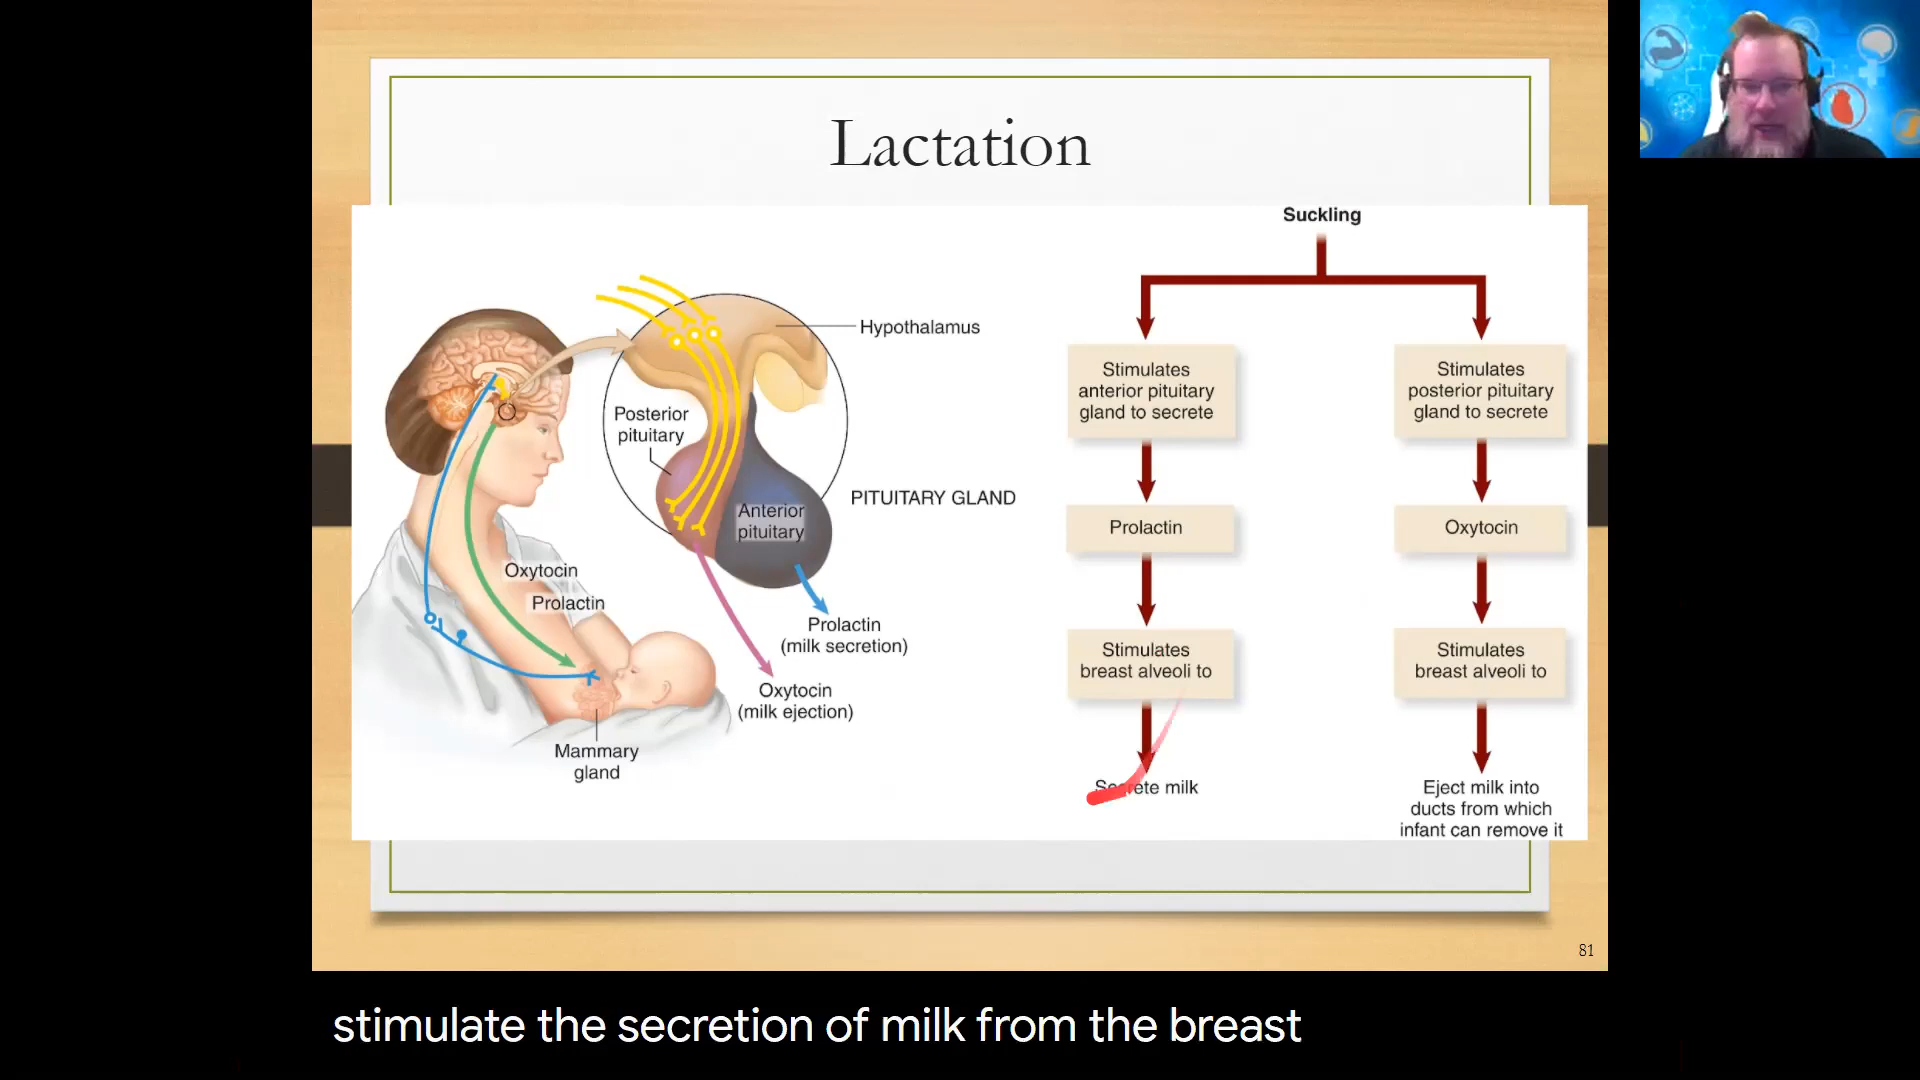 Lactation
Hypothalamus
Posterior
pituitary
Anterior
pituitary
PITUITARY GLAND
Oxytocin
Prolactin
Prolactin
(milk secretion)
Oxytocin
(milk ejection)
Mammary
gland
Suckling
Stimulates
anterior pituitary
gland to secrete
Prolactin
Stimulates
breast alveoli to
Secrete milk
Stimulates
posterior pituitary
gland to secrete
Oxytocin
Stimulates
breast alveoli to
Eject milk into
ducts from which
infant can remove it
81
stimulate the secretion of milk from the breast